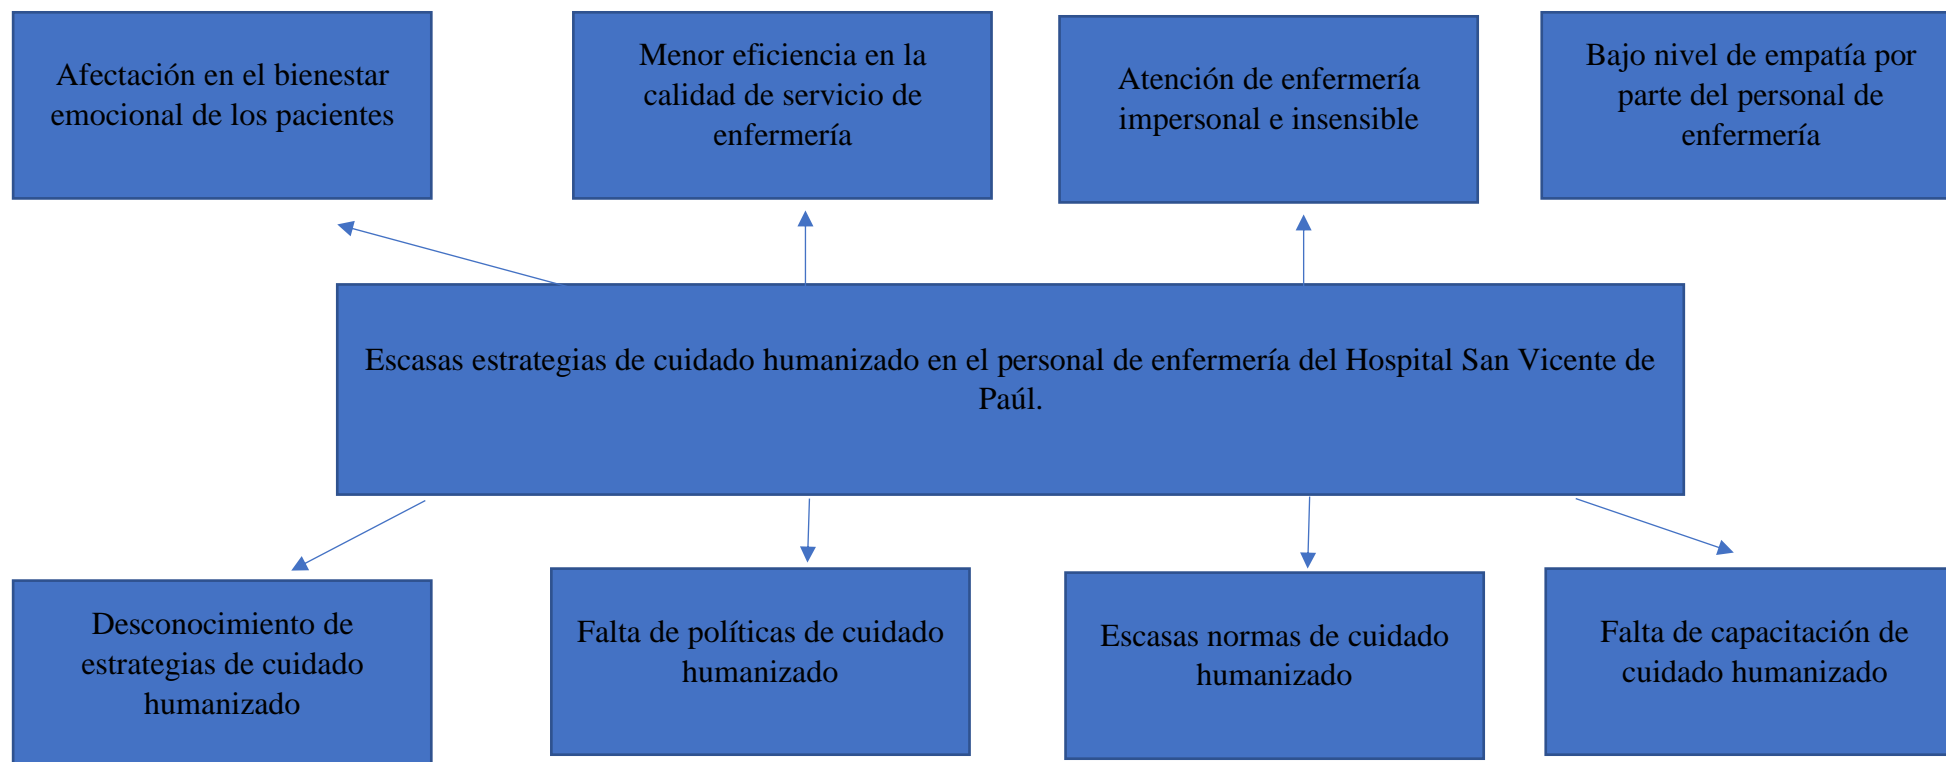 Afectación en el bienestar
emocional de los pacientes
Menor eficiencia en la
calidad de servicio de
enfermería
Atención de enfermería
impersonal e insensible
Bajo nivel de empatía por
parte del personal de
enfermería
Escasas estrategias de cuidado humanizado en el personal de enfermería del Hospital San Vicente de
Paúl.
Desconocimiento de
estrategias de cuidado
humanizado
Falta de políticas de cuidado
humanizado
Escasas normas de cuidado
humanizado
Falta de capacitación de
cuidado humanizado